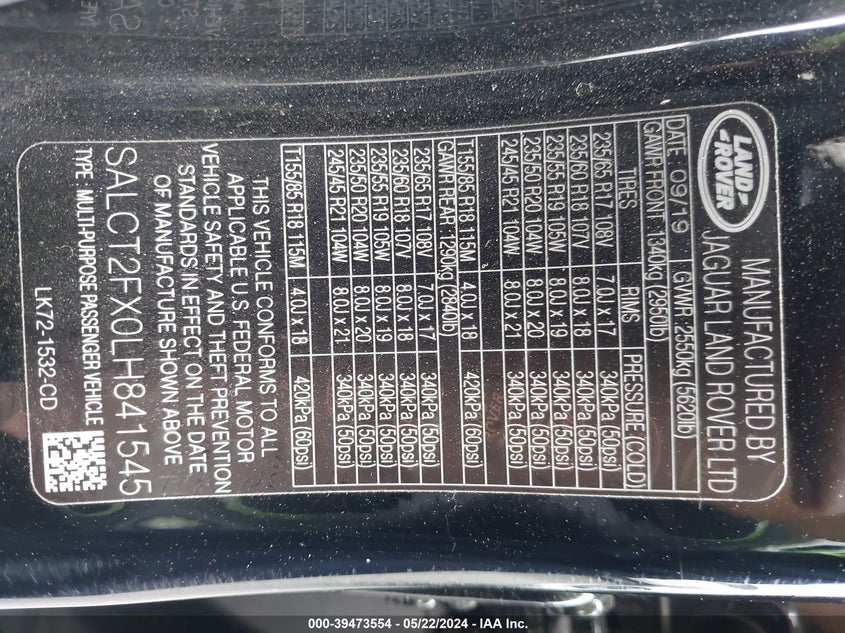 LAND
ROVER
MANUFACTURED BY
JAGUAR LAND ROVER LTD
DATE 09/19 GVWR 2550kg (5620lb)
GAWR FRONT 1340kg (2950lb)
TIRES RIMS PRESSURE (COLD)
235/65 R17 108V 7.0J x 17 340kPa (50psi)
235/60 R18 107V 8.0J x 18 340kPa (50psi)
235/55 R19 105W 8.0J x 19 340kPa (50psi)
235/50 R20 104W 8.0J x 20 340kPa (50psi)
245/45 R21 104W 8.0J x 21 340kPa (50psi)
T155/85 R18 115M 4.0J x 18 420kPa (60psi)
GAWR REAR 1290kg (2840lb)
235/65 R17 108V 7.0J x 17 340kPa (50psi)
235/60 R18 107V 8.0J x 18 340kPa (50psi)
235/55 R19 105W 8.0J x 19 340kPa (50psi)
235/50 R20 104W 8.0J x 20 340kPa (50psi)
245/45 R21 104W 8.0J x 21 340kPa (50psi)
T155/85 R18 115M 4.0J x 18 420kPa (60psi)
THIS VEHICLE CONFORMS TO ALL
APPLICABLE U.S. FEDERAL MOTOR
VEHICLE SAFETY AND THEFT PREVENTION
STANDARDS IN EFFECT ON THE DATE
OF MANUFACTURE SHOWN ABOVE
SALCT2FX0LH841545
TYPE : MULTI-PURPOSE PASSENGER VEHICLE
LK72-1532-CD
000-39473554 - 05/22/2024 - IAA Inc.